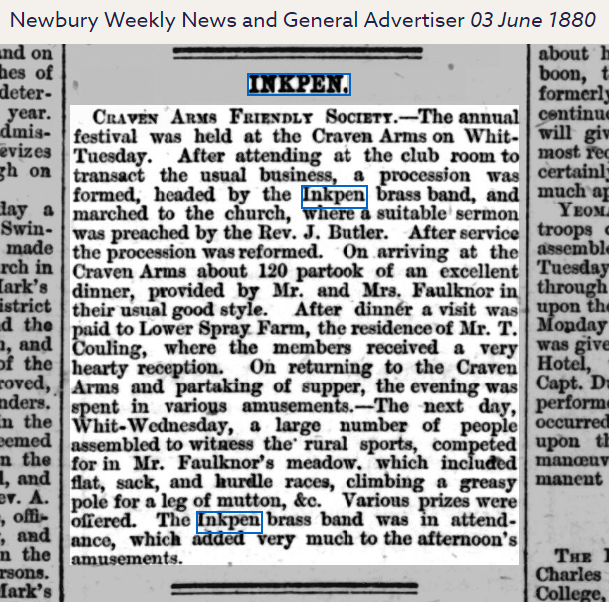 Newbury Weekly News and General Advertiser 03 June 1880
and on
hes of
deter-
year.
dmis-
evizes
gh on
day a
Swin-
made
rch in
ark's
istrict
d the
, and
of the
roved,
nders.
in the
eemed
n the
l, and
ev. A.
, offi-
, and
n the
rsons.
ark's
INKPEN.
CRAVEN ARMS FRIENDLY SOCIETY.—The annual
festival was held at the Craven Arms on Whit-
Tuesday. After attending at the club room to
transact the usual business, a procession was
formed, headed by the Inkpen brass band, and
marched to the church, where a suitable sermon
was preached by the Rev. J. Butler. After service
the procession was reformed. On arriving at the
Craven Arms about 120 partook of an excellent
dinner, provided by Mr. and Mrs. Faulknor in
their usual good style. After dinner a visit was
paid to Lower Spray Farm, the residence of Mr. T.
Couling, where the members received a very
hearty reception. On returning to the Craven
Arms and partaking of supper, the evening was
spent in various amusements.—The next day,
Whit-Wednesday, a large number of people
assembled to witness the rural sports, competed
for in Mr. Faulknor's meadow, which included
flat, sack, and hurdle races, climbing a greasy
pole for a leg of mutton, &c. Various prizes were
offered. The Inkpen brass band was in attend-
ance, which added very much to the afternoon's
amusements.
about h
boon, t
formerly
continue
will giv
most rec
certainl
much ap
YEOM
troops o
assemble
Tuesday
through
upon the
Monday
was give
Hotel,
Capt. D
performe
occurred
upon th
manœuv
manent
THE
Charles
College,